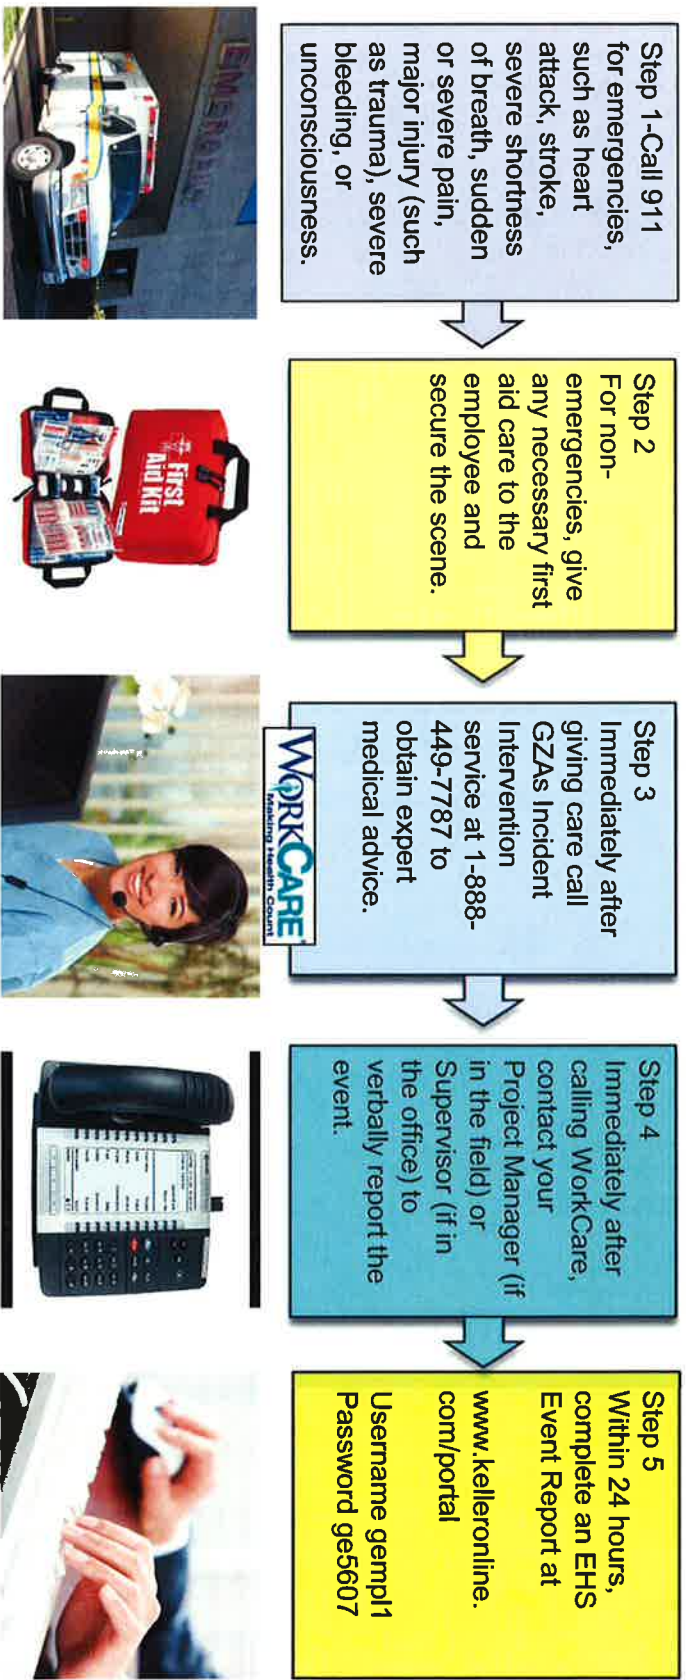 Step 1-Call 911
for emergencies,
such as heart
attack, stroke,
severe shortness
of breath, sudden
or severe pain,
major injury (such
as trauma), severe
bleeding, or
unconsciousness.
Step 2
For non-
emergencies, give
any necessary first
aid care to the
employee and
secure the scene.
First
Aid Kit
Step 3
Immediately after
giving care call
GZAs Incident
Intervention
service at 1-888-
449-7787 to
obtain expert
medical advice.
WORKCARE
Making Health Count
Step 4
Immediately after
calling WorkCare,
contact your
Project Manager (if
in the field) or
Supervisor (if in
the office) to
verbally report the
event.
Step 5
Within 24 hours,
complete an EHS
Event Report at
www.kelleronline.
com/portal
Username gempl1
Password ge5607